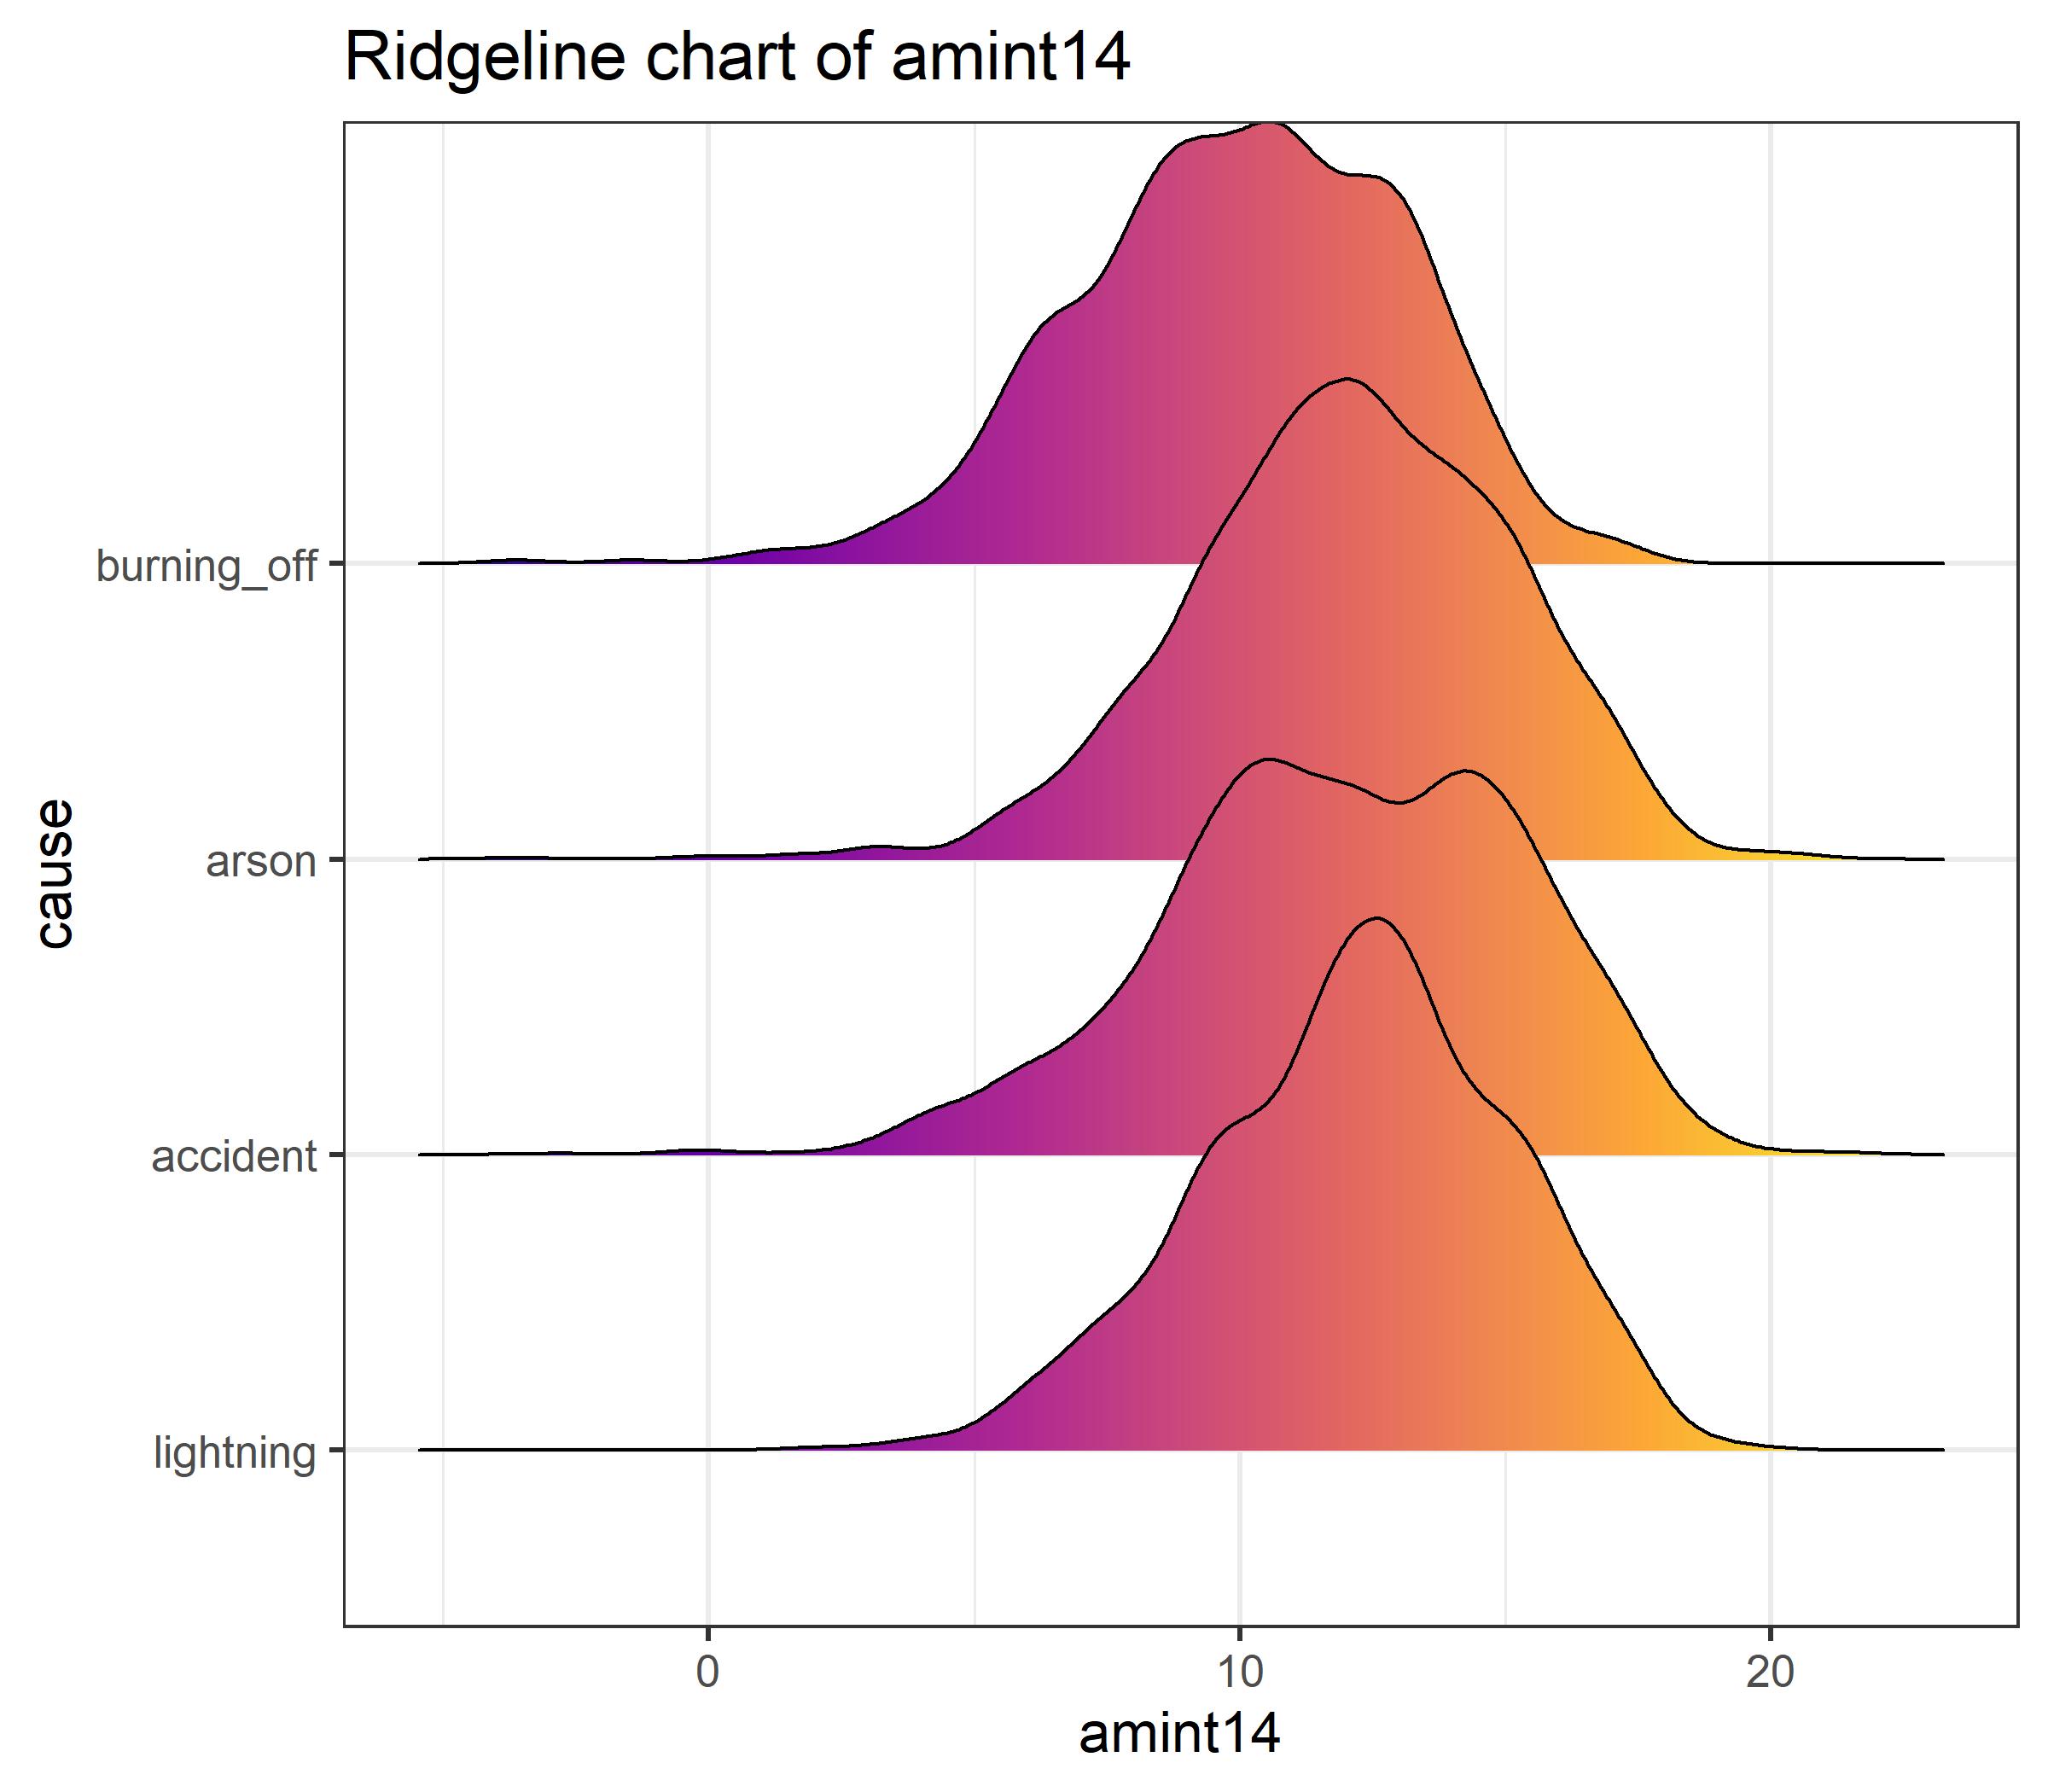 Ridgeline chart of amint14
burning_off
arson
accident
lightning
cause
0 10 20
amint14